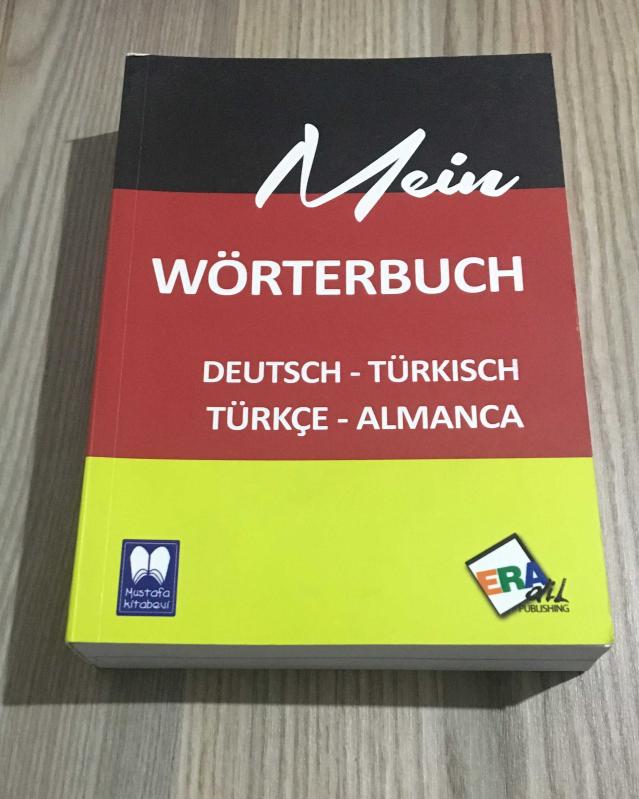 Mein
WÖRTERBUCH
DEUTSCH - TÜRKISCH
TÜRKÇE - ALMANCA
Mustafa
kitabevi
ERA
dil
PUBLISHING